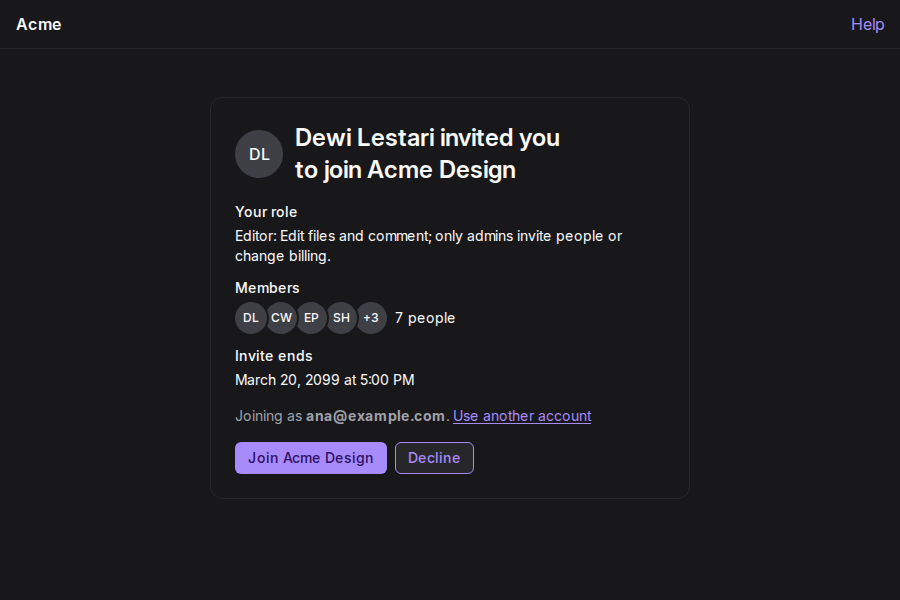 Acme
Help
DL
Dewi Lestari invited you
to join Acme Design
Your role
Editor: Edit files and comment; only admins invite people or
change billing.
Members
DL CW EP SH +3 7 people
Invite ends
March 20, 2099 at 5:00 PM
Joining as ana@example.com. Use another account
Join Acme Design
Decline